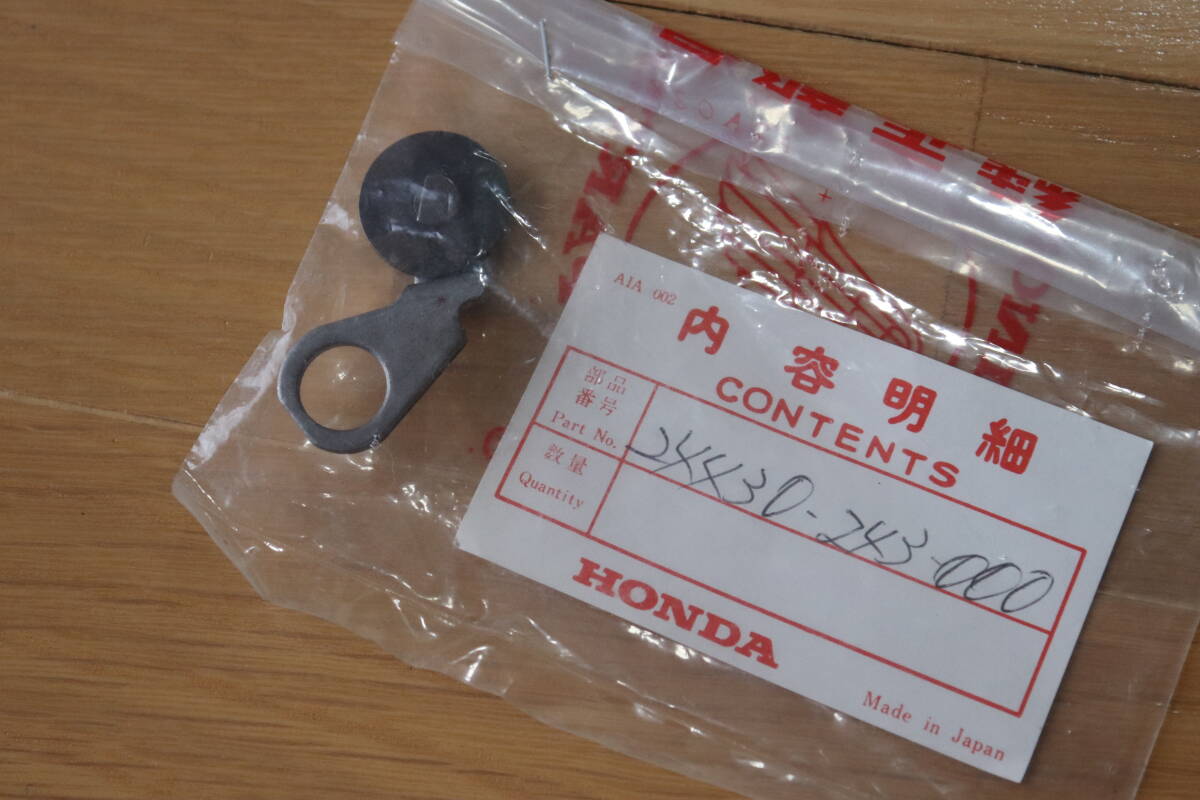 AIA 002
内容明細
CONTENTS
部品
番号
Part No.
24430-243-000
数量
Quantity
HONDA
Made in Japan